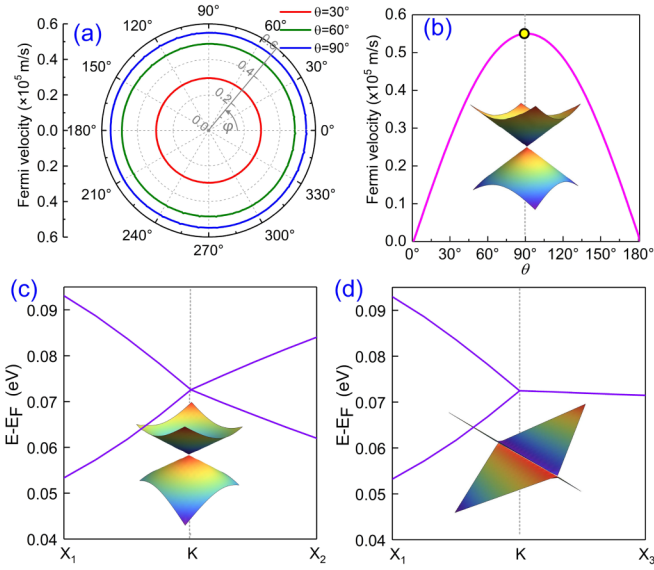 (a)
90°
120° 60°
150° 30°
180° 0°
210° 330°
240° 300°
270°
θ=30°
θ=60°
θ=90°
0.0 0.2 0.4 0.6
φ
Fermi velocity (×10⁵ m/s)
0.6
0.4
0.2
0.0
0.2
0.4
0.6
(b)
Fermi velocity (x10⁵ m/s)
0.6
0.5
0.4
0.3
0.2
0.1
0.0
0° 30° 60° 90° 120° 150° 180°
θ
(c)
E-E_F (eV)
0.09
0.08
0.07
0.06
0.05
0.04
X₁ K X₂
(d)
E-E_F (eV)
0.09
0.08
0.07
0.06
0.05
0.04
X₁ K X₃